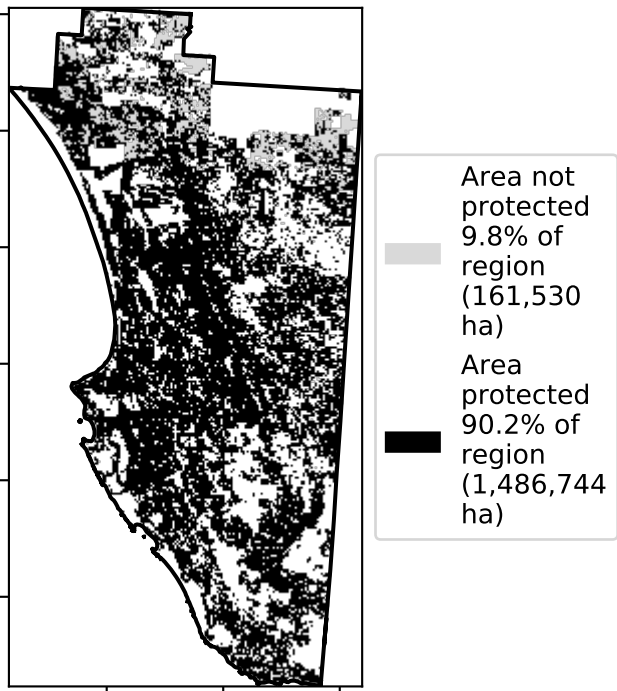 Area not
protected
9.8% of
region
(161,530
ha)
Area
protected
90.2% of
region
(1,486,744
ha)